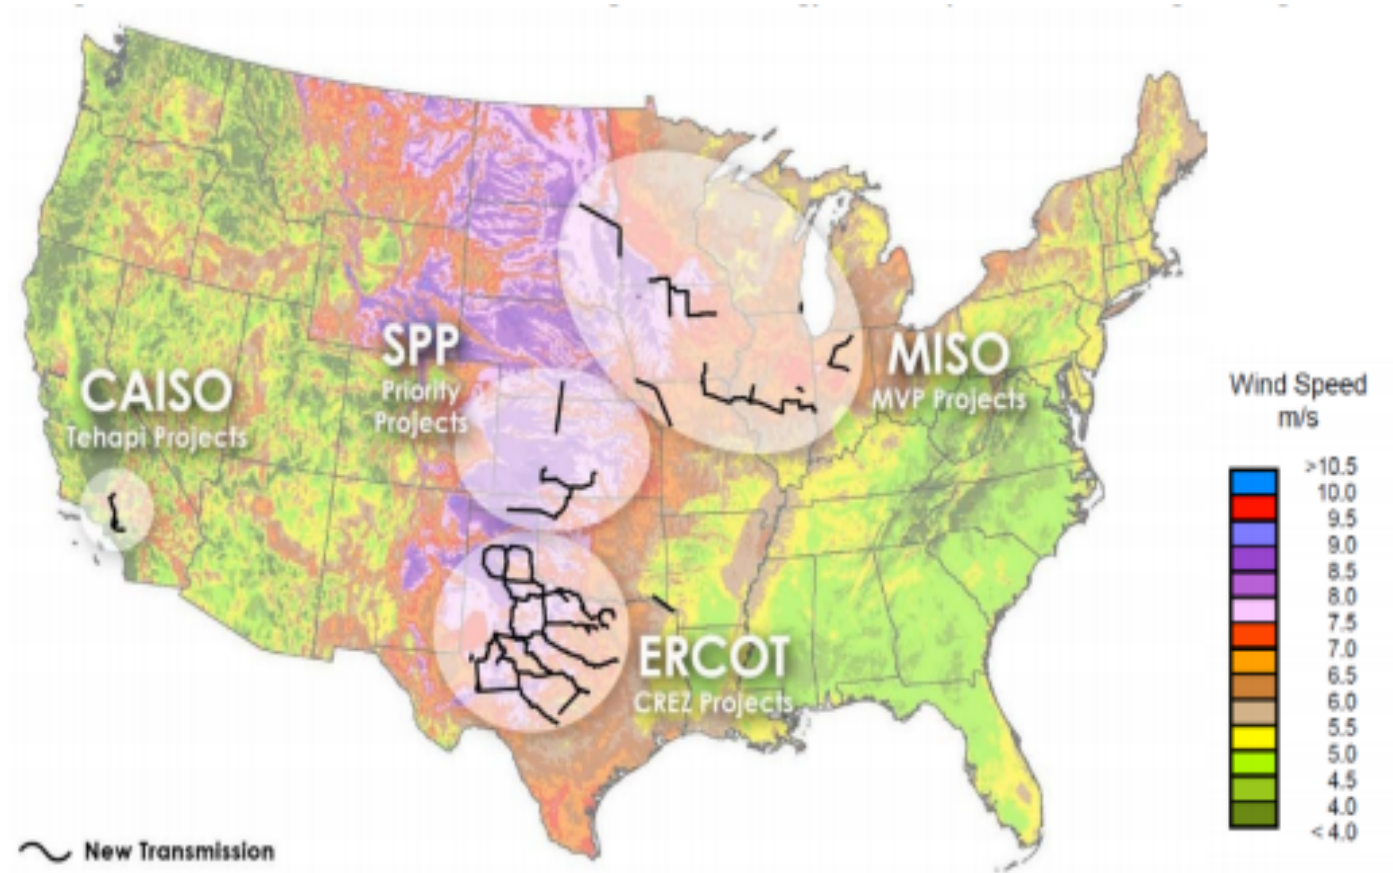 SPP
Priority
Projects
MISO
MVP Projects
CAISO
Tehapi Projects
ERCOT
CREZ Projects
New Transmission
Wind Speed
m/s
>10.5
10.0
9.5
9.0
8.5
8.0
7.5
7.0
6.5
6.0
5.5
5.0
4.5
4.0
< 4.0